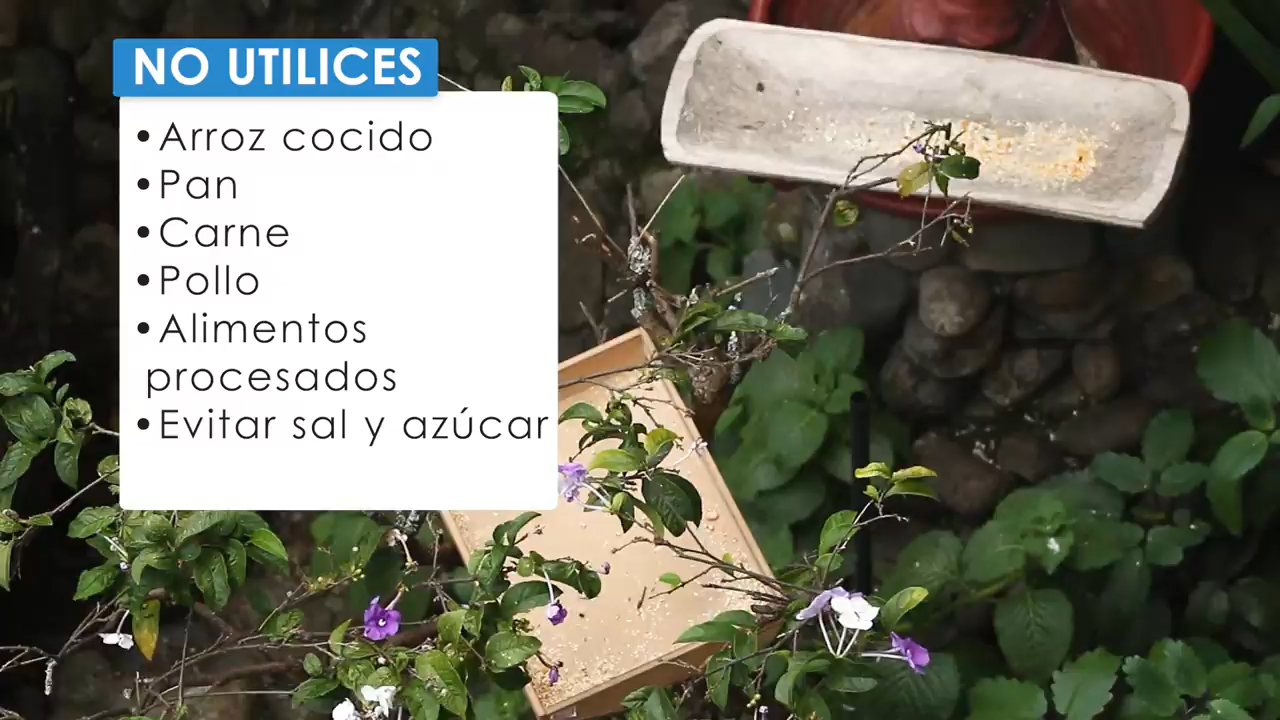 NO UTILICES
•Arroz cocido
•Pan
•Carne
•Pollo
•Alimentos
procesados
•Evitar sal y azúcar